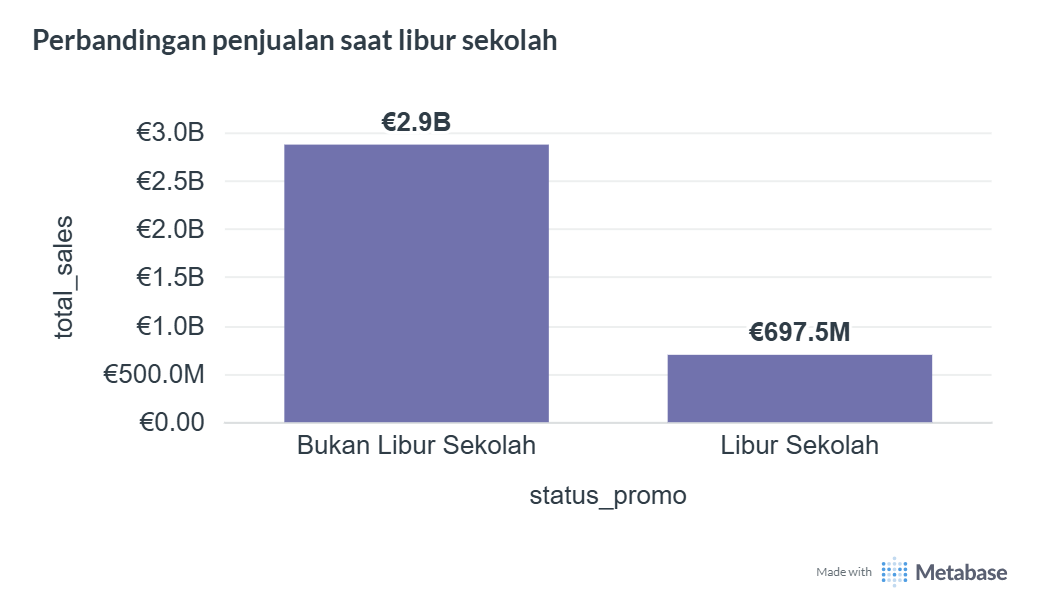 Perbandingan penjualan saat libur sekolah
€2.9B
€3.0B
€2.5B
€2.0B
€1.5B
€1.0B
€500.0M
€0.00
total_sales
€697.5M
Bukan Libur Sekolah
Libur Sekolah
status_promo
Made with Metabase